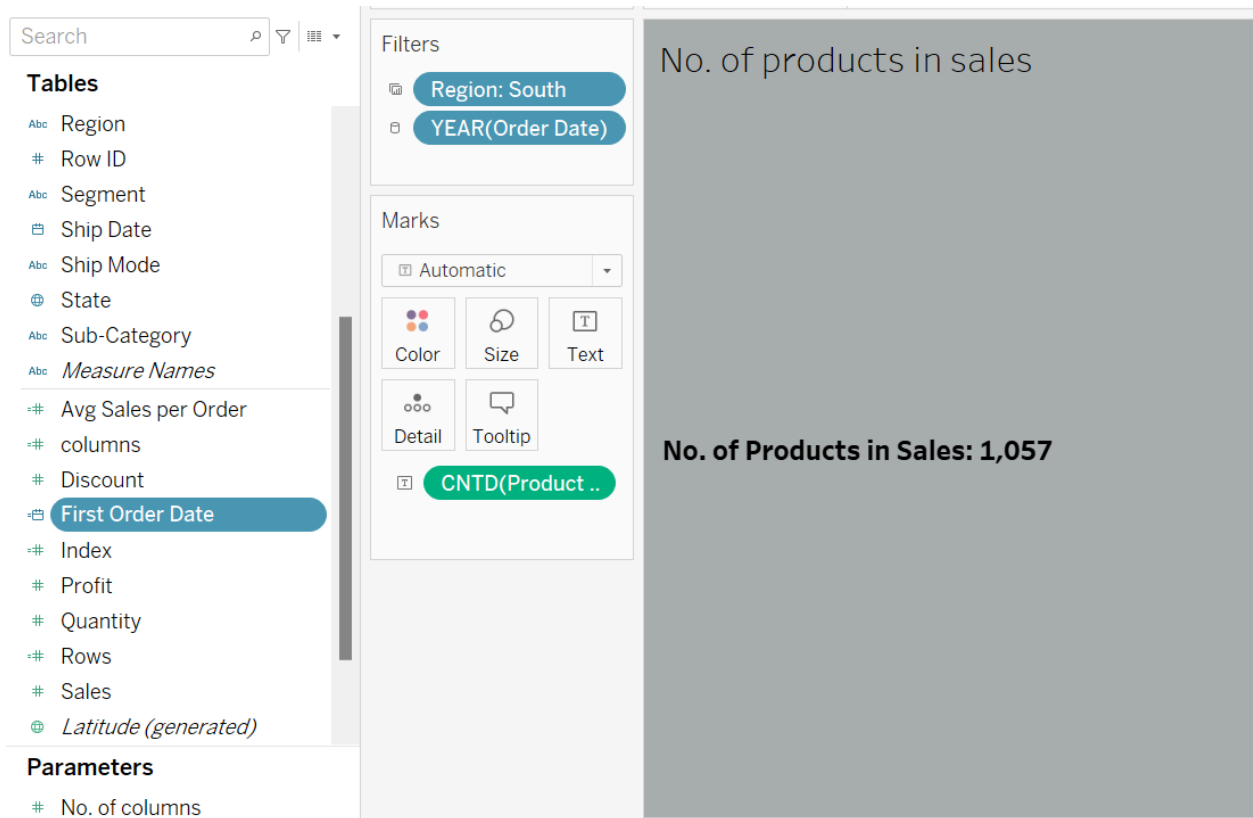 Search
Tables
Abc Region
# Row ID
Abc Segment
Ship Date
Abc Ship Mode
State
Abc Sub-Category
Abc Measure Names
=# Avg Sales per Order
=# columns
# Discount
First Order Date
=# Index
# Profit
# Quantity
=# Rows
# Sales
Latitude (generated)
Parameters
# No. of columns
Filters
Region: South
YEAR(Order Date)
Marks
T Automatic
Color Size T Text
Detail Tooltip
T CNTD(Product ..
No. of products in sales
No. of Products in Sales: 1,057